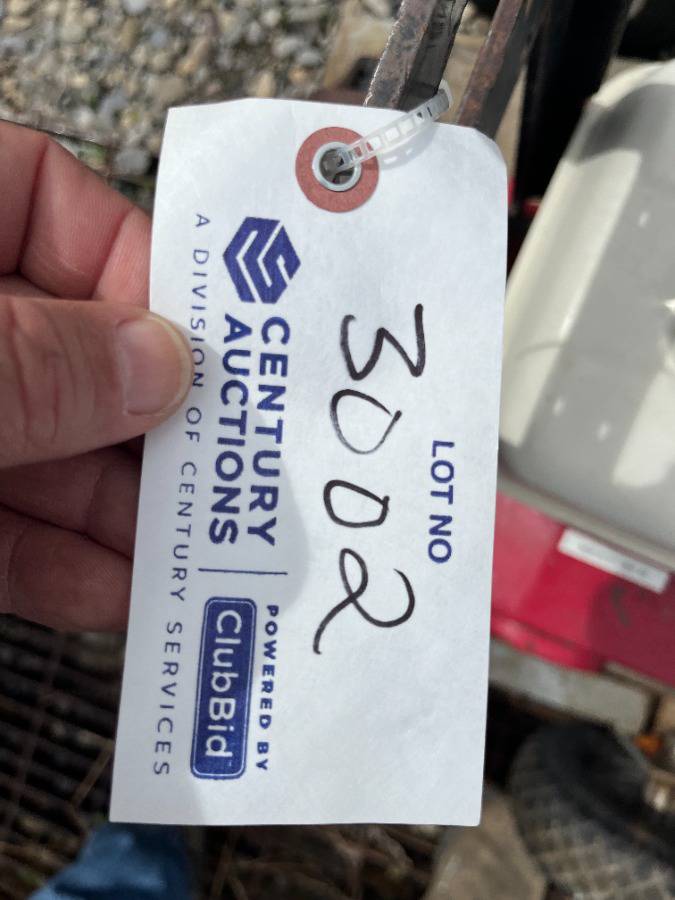 LOT NO
3002
CENTURY
AUCTIONS
POWERED BY
ClubBid
A DIVISION OF CENTURY SERVICES